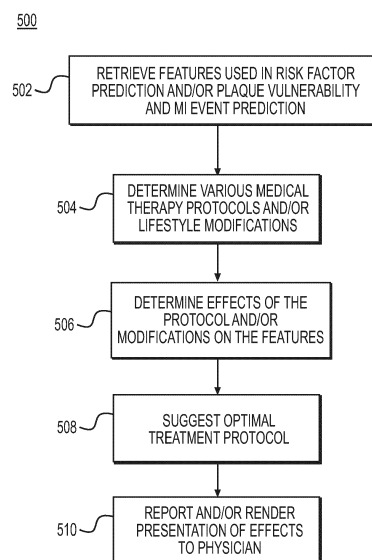 500
502
RETRIEVE FEATURES USED IN RISK FACTOR
PREDICTION AND/OR PLAQUE VULNERABILITY
AND MI EVENT PREDICTION
504
DETERMINE VARIOUS MEDICAL
THERAPY PROTOCOLS AND/OR
LIFESTYLE MODIFICATIONS
506
DETERMINE EFFECTS OF THE
PROTOCOL AND/OR
MODIFICATIONS ON THE FEATURES
508
SUGGEST OPTIMAL
TREATMENT PROTOCOL
510
REPORT AND/OR RENDER
PRESENTATION OF EFFECTS
TO PHYSICIAN